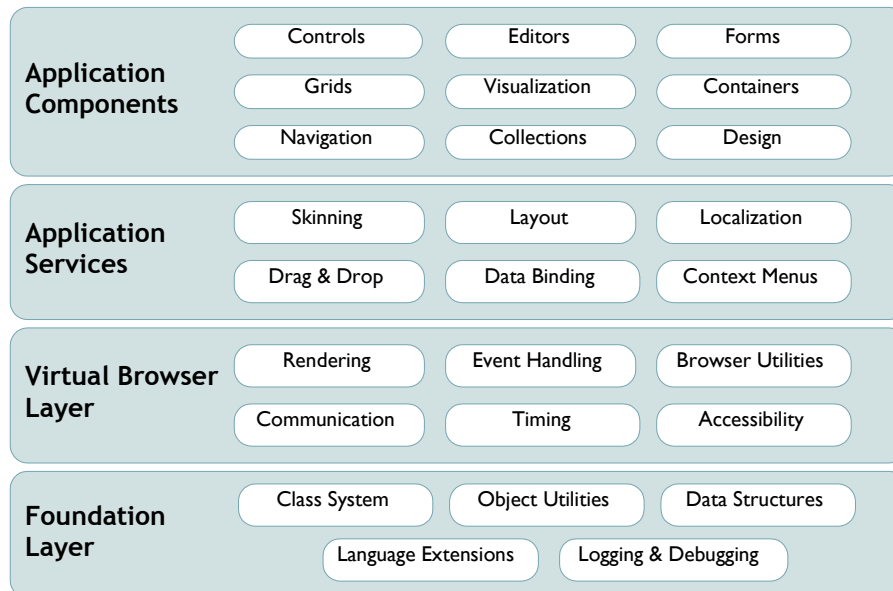 Application
Components
Controls
Editors
Forms
Grids
Visualization
Containers
Navigation
Collections
Design
Application
Services
Skinning
Layout
Localization
Drag & Drop
Data Binding
Context Menus
Virtual Browser
Layer
Rendering
Event Handling
Browser Utilities
Communication
Timing
Accessibility
Foundation
Layer
Class System
Object Utilities
Data Structures
Language Extensions
Logging & Debugging